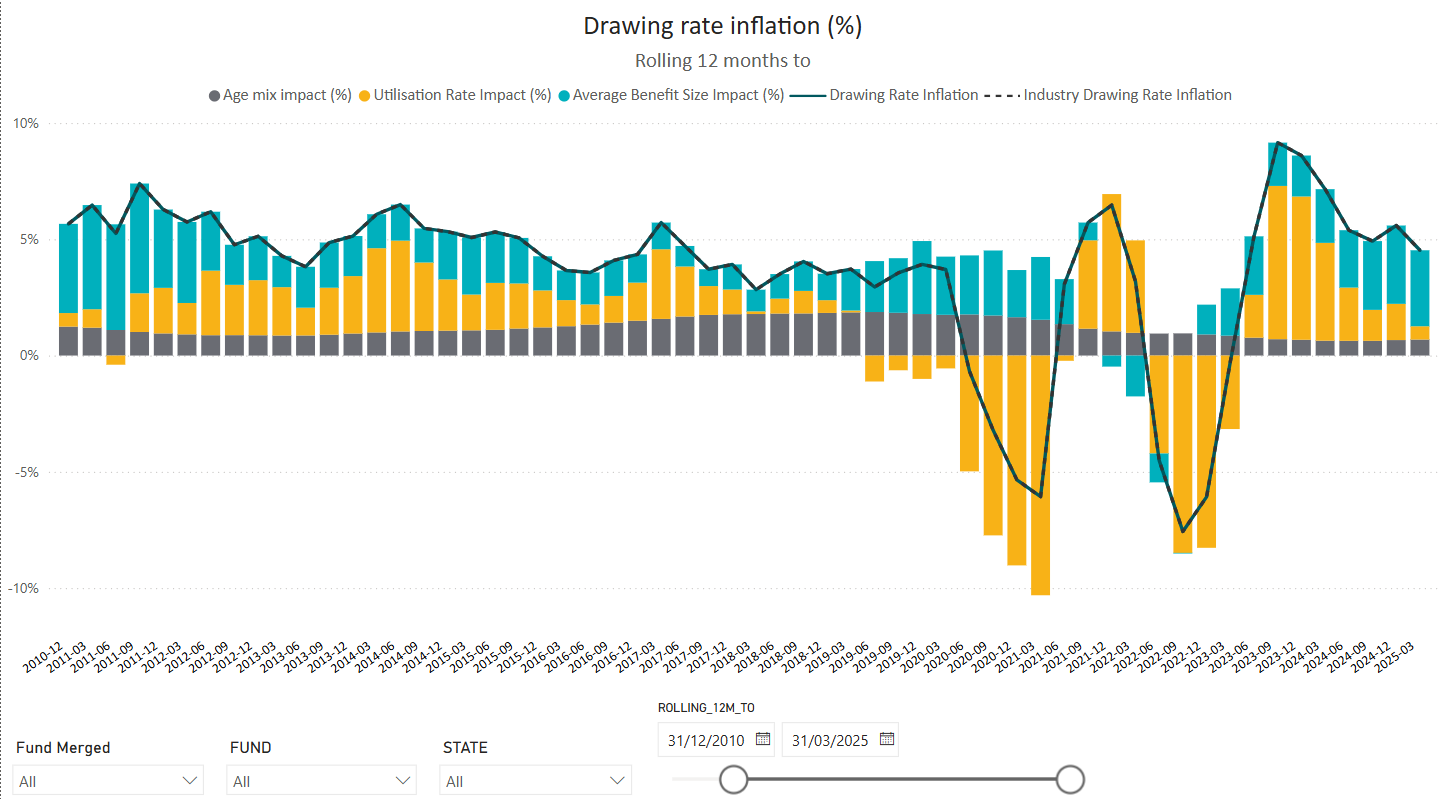 Drawing rate inflation (%)
Rolling 12 months to
Age mix impact (%) Utilisation Rate Impact (%) Average Benefit Size Impact (%) Drawing Rate Inflation Industry Drawing Rate Inflation
10%
5%
0%
-5%
-10%
2010-12 2011-03 2011-06 2011-09 2011-12 2012-03 2012-06 2012-09 2012-12 2013-03 2013-06 2013-09 2013-12 2014-03 2014-06 2014-09 2014-12 2015-03 2015-06 2015-09 2015-12 2016-03 2016-06 2016-09 2016-12 2017-03 2017-06 2017-09 2017-12 2018-03 2018-06 2018-09 2018-12 2019-03 2019-06 2019-09 2019-12 2020-03 2020-06 2020-09 2020-12 2021-03 2021-06 2021-09 2021-12 2022-03 2022-06 2022-09 2022-12 2023-03 2023-06 2023-09 2023-12 2024-03 2024-06 2024-09 2024-12 2025-03
ROLLING_12M_TO
31/12/2010 31/03/2025
Fund Merged FUND STATE
All All All